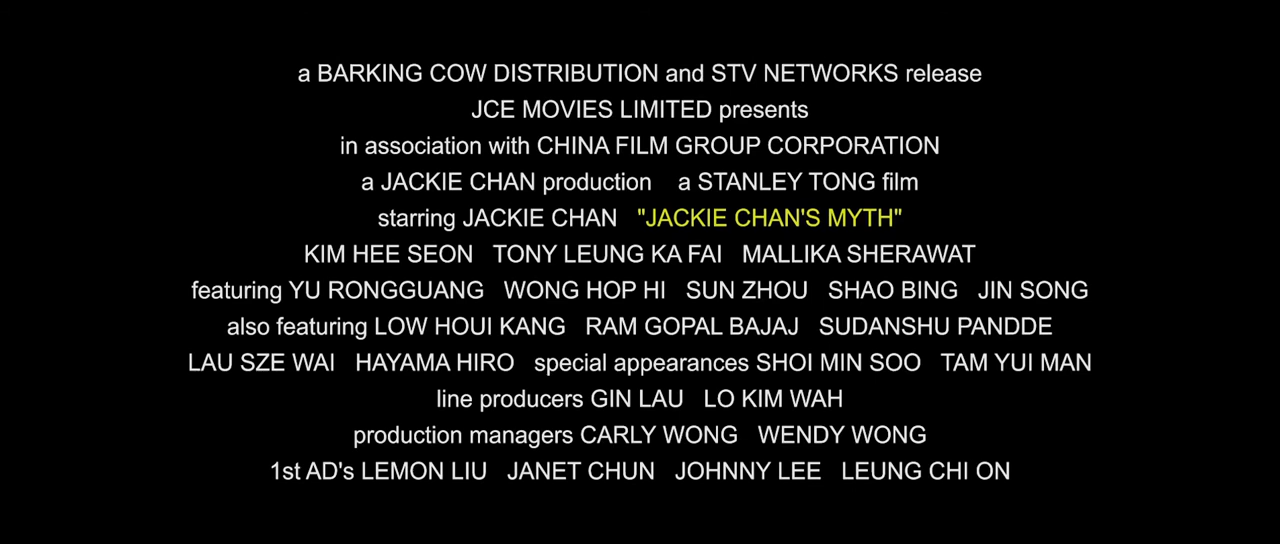 a BARKING COW DISTRIBUTION and STV NETWORKS release
JCE MOVIES LIMITED presents
in association with CHINA FILM GROUP CORPORATION
a JACKIE CHAN production a STANLEY TONG film
starring JACKIE CHAN "JACKIE CHAN'S MYTH"
KIM HEE SEON TONY LEUNG KA FAI MALLIKA SHERAWAT
featuring YU RONGGUANG WONG HOP HI SUN ZHOU SHAO BING JIN SONG
also featuring LOW HOUI KANG RAM GOPAL BAJAJ SUDANSHU PANDDE
LAU SZE WAI HAYAMA HIRO special appearances SHOI MIN SOO TAM YUI MAN
line producers GIN LAU LO KIM WAH
production managers CARLY WONG WENDY WONG
1st AD's LEMON LIU JANET CHUN JOHNNY LEE LEUNG CHI ON